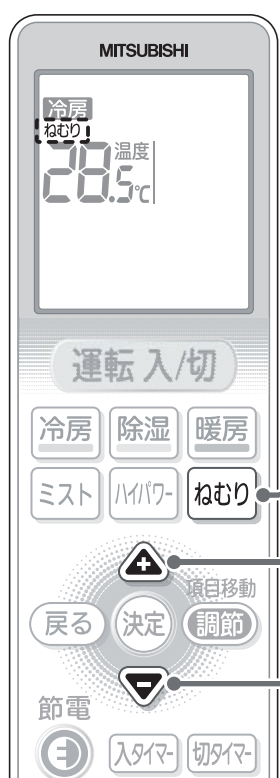 MITSUBISHI
冷房
ねむり
温度
28.5℃
運転 入/切
冷房 除湿 暖房
ミスト ハイパワー ねむり
+
項目移動
戻る 決定 調節
-
節電
入タイマー 切タイマー